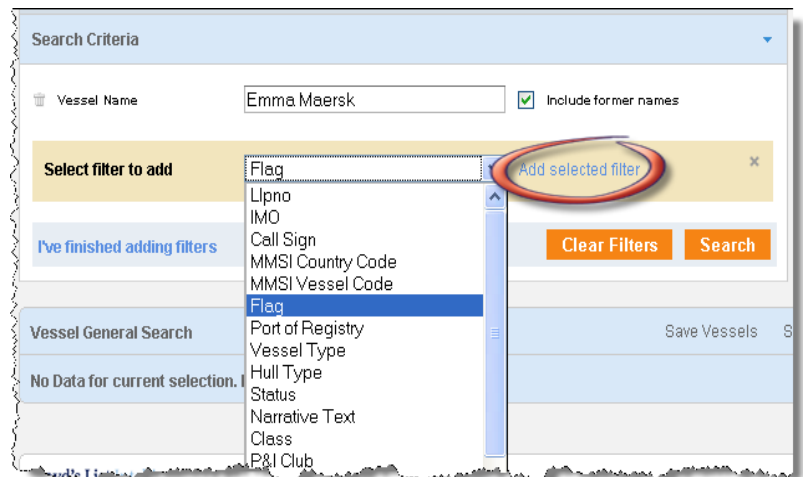 Search Criteria
Vessel Name Emma Maersk Include former names
Select filter to add Flag Add selected filter
Llpno
IMO
Call Sign
MMSI Country Code
MMSI Vessel Code
Flag
Port of Registry
Vessel Type
Hull Type
Status
Narrative Text
Class
P&I Club
I've finished adding filters Clear Filters Search
Vessel General Search Save Vessels S
No Data for current selection.